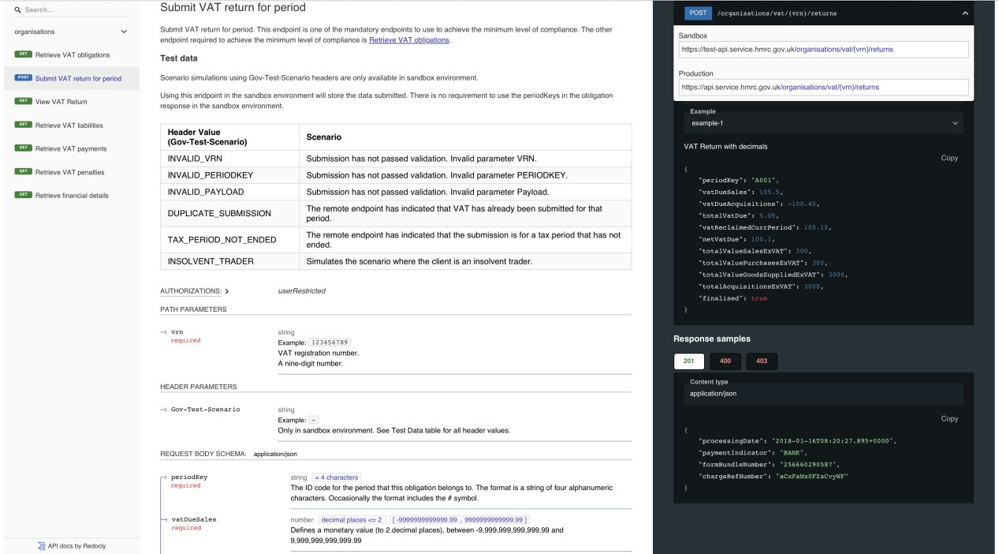 Search...
organisations
GET Retrieve VAT obligations
POST Submit VAT return for period
GET View VAT Return
GET Retrieve VAT liabilities
GET Retrieve VAT payments
GET Retrieve VAT penalties
GET Retrieve financial details
API docs by Redocly
Submit VAT return for period
Submit VAT return for period. This endpoint is one of the mandatory endpoints to use to achieve the minimum level of compliance. The other
endpoint required to achieve the minimum level of compliance is Retrieve VAT obligations.
Test data
Scenario simulations using Gov-Test-Scenario headers are only available in sandbox environment.
Using this endpoint in the sandbox environment will store the data submitted. There is no requirement to use the periodKeys in the obligation
response in the sandbox environment.
Header Value
(Gov-Test-Scenario)
Scenario
INVALID_VRN
Submission has not passed validation. Invalid parameter VRN.
INVALID_PERIODKEY
Submission has not passed validation. Invalid parameter PERIODKEY.
INVALID_PAYLOAD
Submission has not passed validation. Invalid parameter Payload.
DUPLICATE_SUBMISSION
The remote endpoint has indicated that VAT has already been submitted for that
period.
TAX_PERIOD_NOT_ENDED
The remote endpoint has indicated that the submission is for a tax period that has not
ended.
INSOLVENT_TRADER
Simulates the scenario where the client is an insolvent trader.
AUTHORIZATIONS: userRestricted
PATH PARAMETERS
vrn
required
string
Example: 123456789
VAT registration number.
A nine-digit number.
HEADER PARAMETERS
Gov-Test-Scenario
string
Example: -
Only in sandbox environment. See Test Data table for all header values.
REQUEST BODY SCHEMA: application/json
periodKey
required
string = 4 characters
The ID code for the period that this obligation belongs to. The format is a string of four alphanumeric
characters. Occasionally the format includes the # symbol.
vatDueSales
required
number decimal places <= 2 [ -9999999999999.99 .. 9999999999999.99 ]
Defines a monetary value (to 2 decimal places), between -9,999,999,999,999.99 and
9,999,999,999,999.99
POST /organisations/vat/{vrn}/returns
Sandbox
https://test-api.service.hmrc.gov.uk/organisations/vat/{vrn}/returns
Production
https://api.service.hmrc.gov.uk/organisations/vat/{vrn}/returns
Example
example-1
VAT Return with decimals
Copy
{
"periodKey": "A001",
"vatDueSales": 105.5,
"vatDueAcquisitions": -100.45,
"totalVatDue": 5.05,
"vatReclaimedCurrPeriod": 105.15,
"netVatDue": 100.1,
"totalValueSalesExVAT": 300,
"totalValuePurchasesExVAT": 300,
"totalValueGoodsSuppliedExVAT": 3000,
"totalAcquisitionsExVAT": 3000,
"finalised": true
}
Response samples
201 400 403
Content type
application/json
Copy
{
"processingDate": "2018-01-16T08:20:27.895+0000",
"paymentIndicator": "BANK",
"formBundleNumber": "256660290587",
"chargeRefNumber": "aCxFaNx0FZsCvyWF"
}